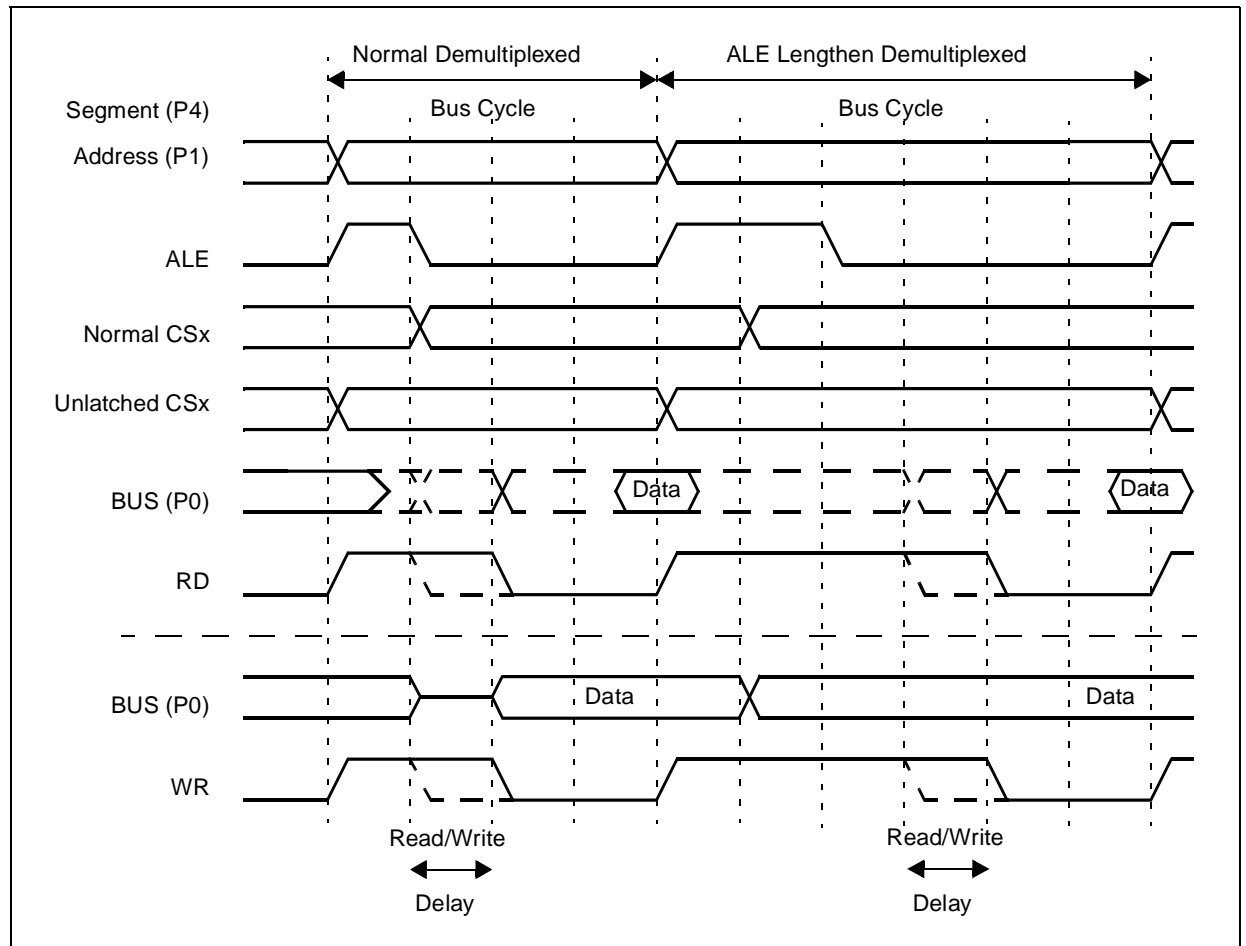 Normal Demultiplexed
ALE Lengthen Demultiplexed
Segment (P4)
Bus Cycle
Bus Cycle
Address (P1)
ALE
Normal CSx
Unlatched CSx
BUS (P0)
Data
Data
RD
BUS (P0)
Data
Data
WR
Read/Write
Read/Write
Delay
Delay